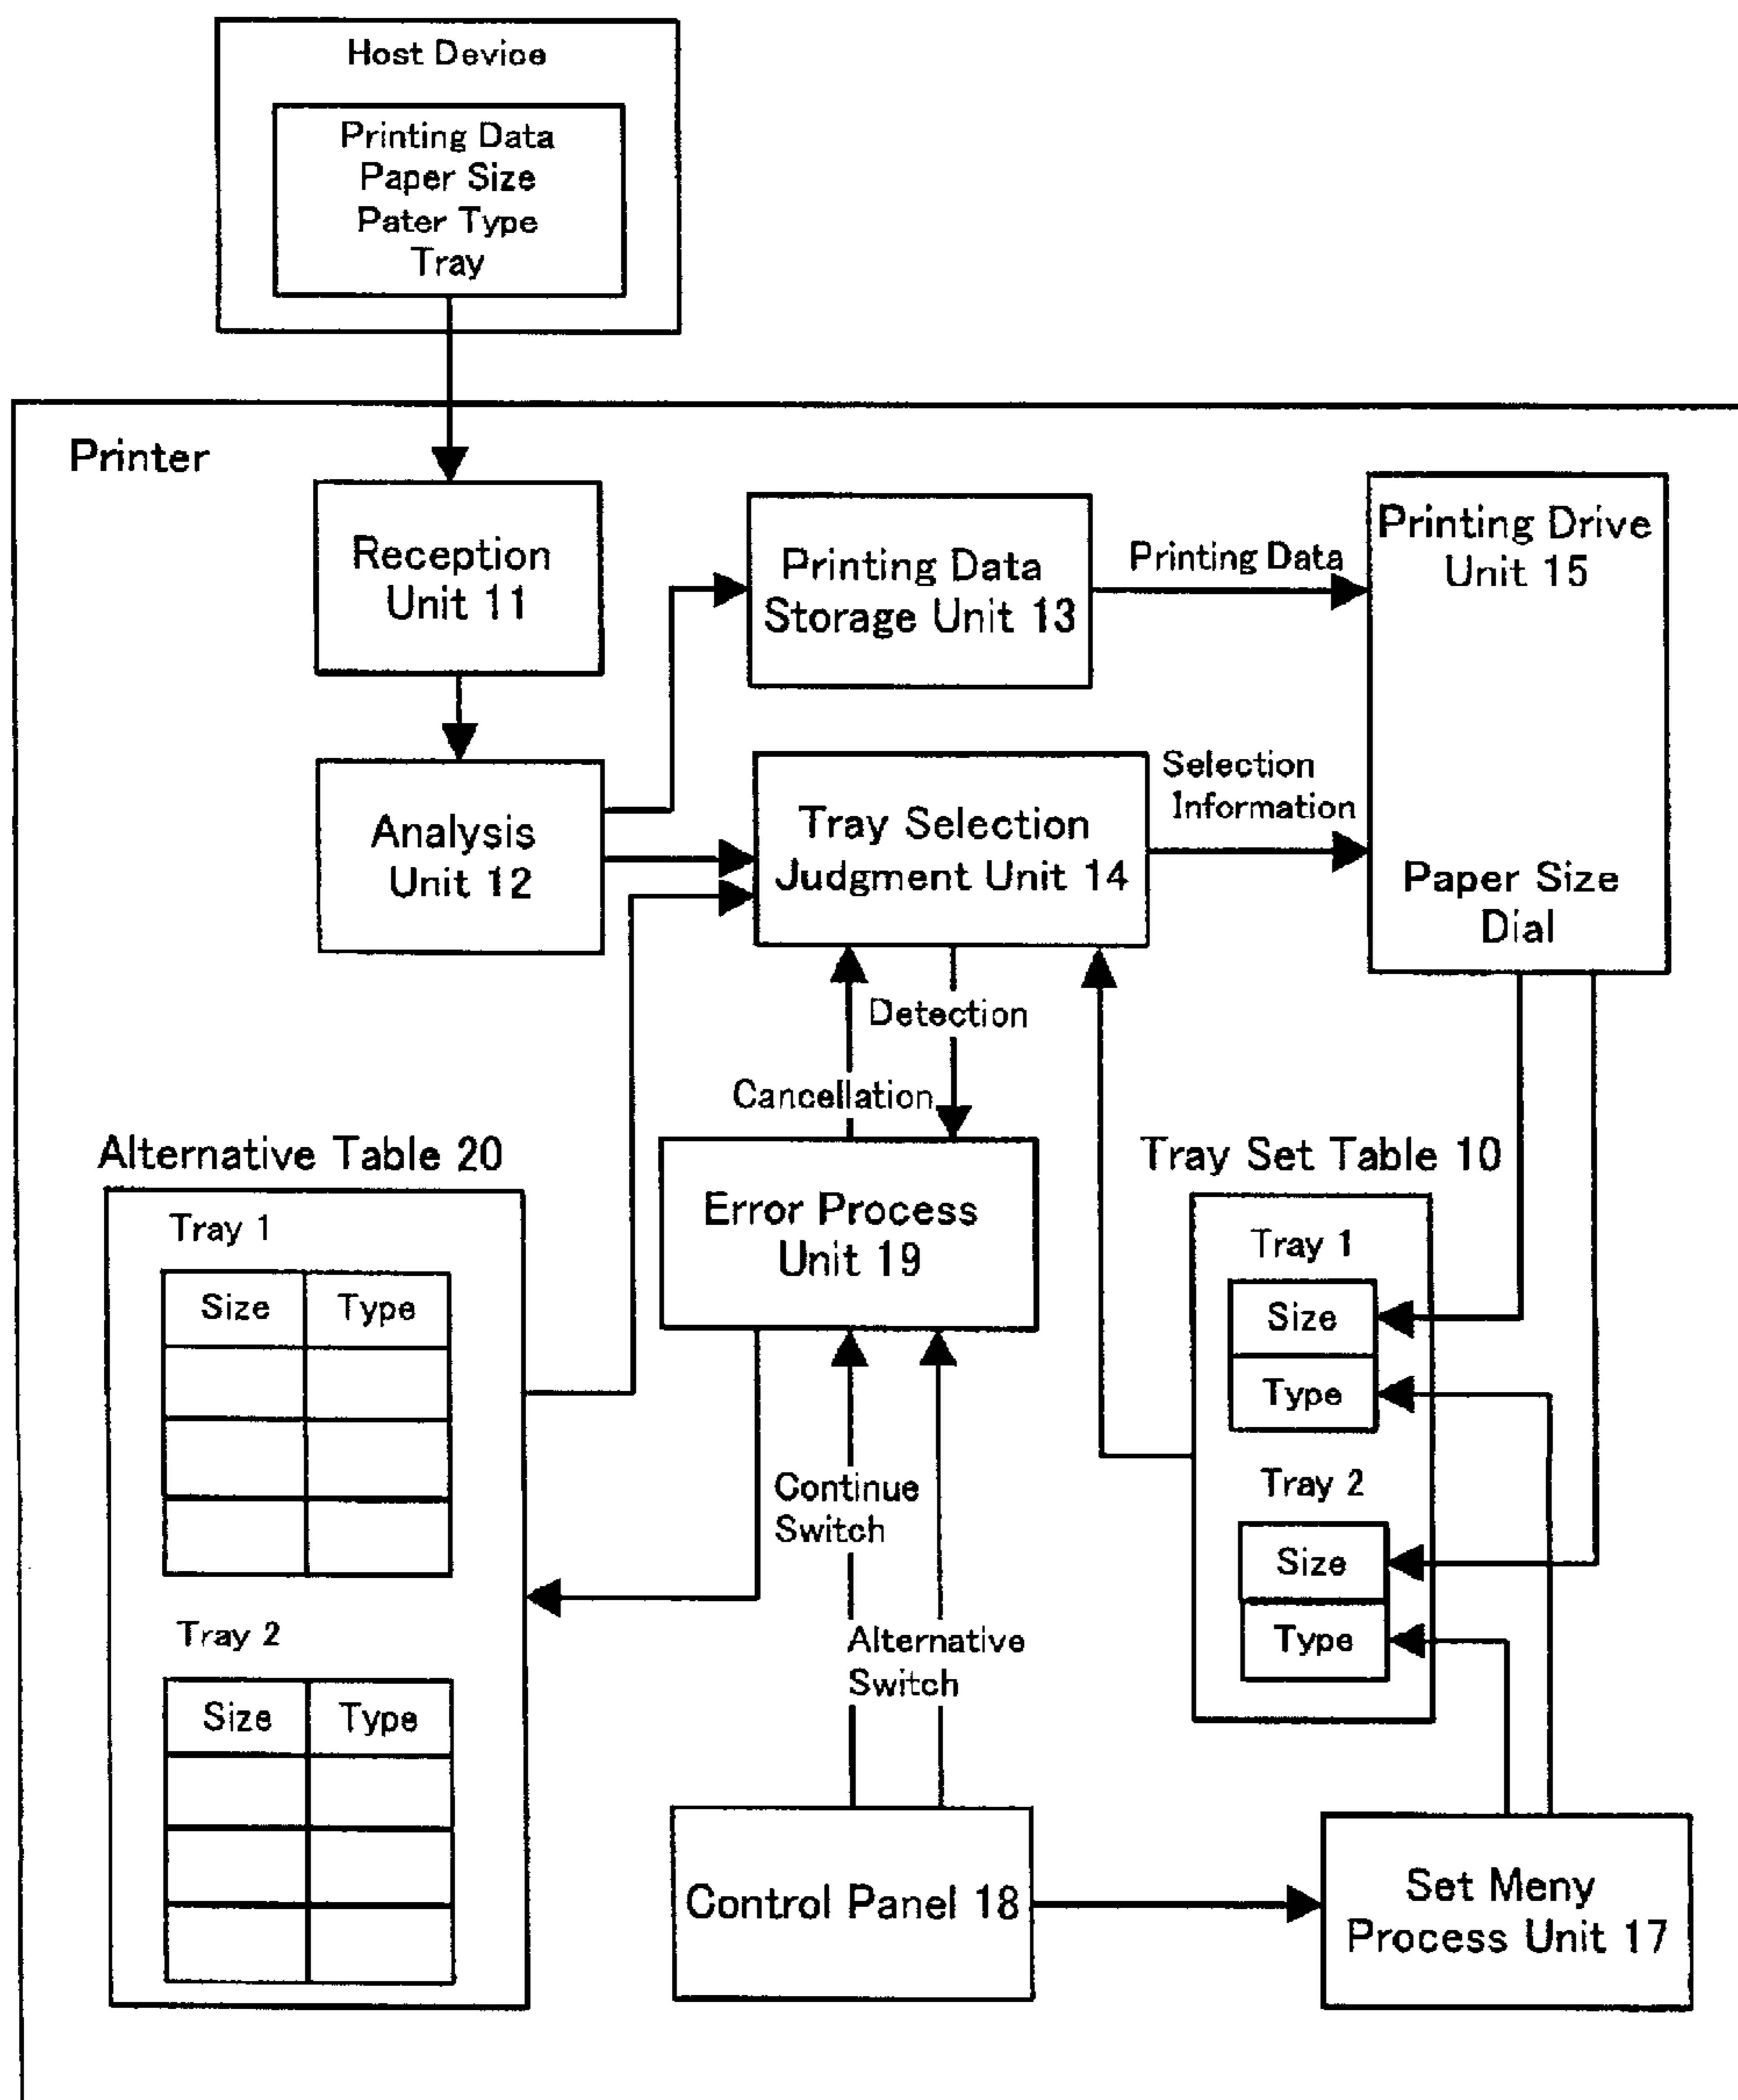 Host Device
Printing Data
Paper Size
Pater Type
Tray
Printer
Reception
Unit 11
Printing Data
Storage Unit 13
Printing Data
Printing Drive
Unit 15
Analysis
Unit 12
Tray Selection
Judgment Unit 14
Selection
Information
Paper Size
Dial
Detection
Cancellation
Alternative Table 20
Tray 1
Size Type
Tray 2
Size Type
Error Process
Unit 19
Tray Set Table 10
Tray 1
Size
Type
Tray 2
Size
Type
Continue
Switch
Alternative
Switch
Control Panel 18
Set Meny
Process Unit 17